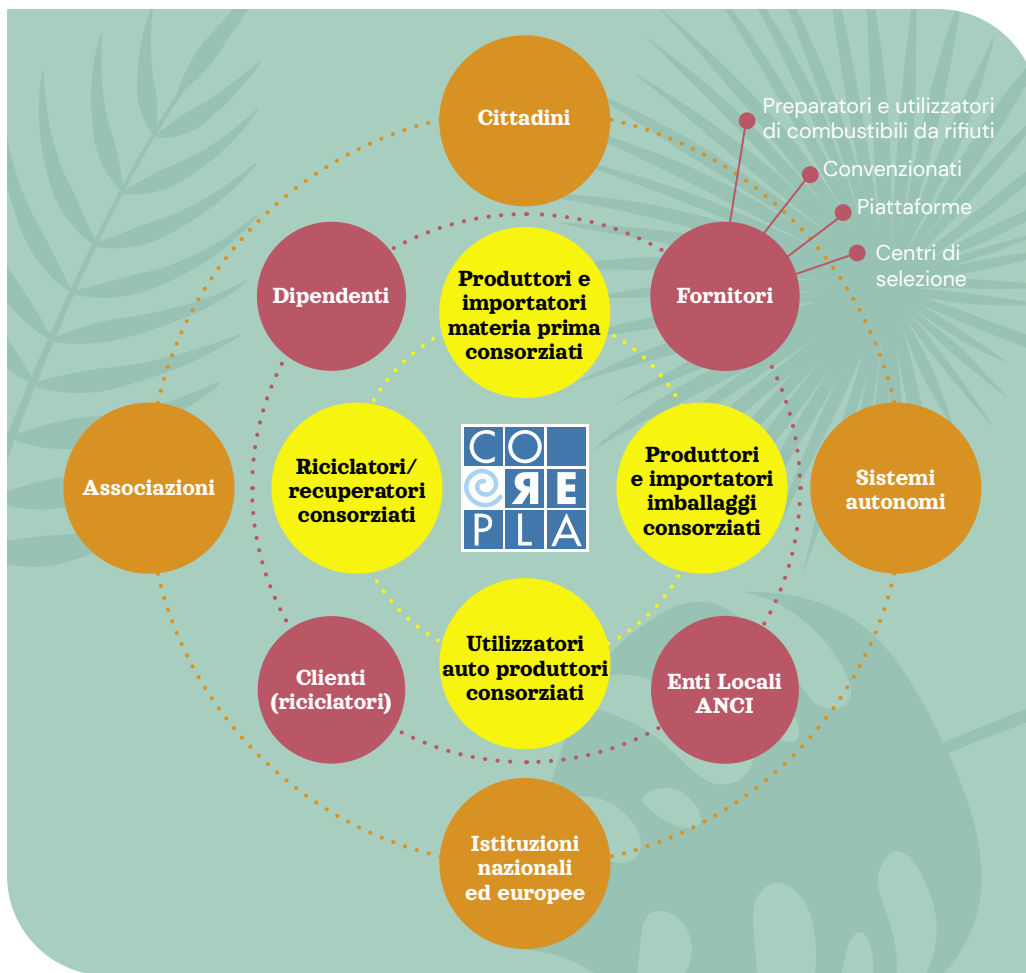 Cittadini
Preparatori e utilizzatori
di combustibili da rifiuti
Convenzionati
Piattaforme
Centri di
selezione
Dipendenti
Produttori e
importatori
materia prima
consorziati
Fornitori
Associazioni
Riciclatori/
recuperatori
consorziati
CO
RE
PLA
Produttori
e importatori
imballaggi
consorziati
Sistemi
autonomi
Clienti
(riciclatori)
Utilizzatori
auto produttori
consorziati
Enti Locali
ANCI
Istituzioni
nazionali
ed europee